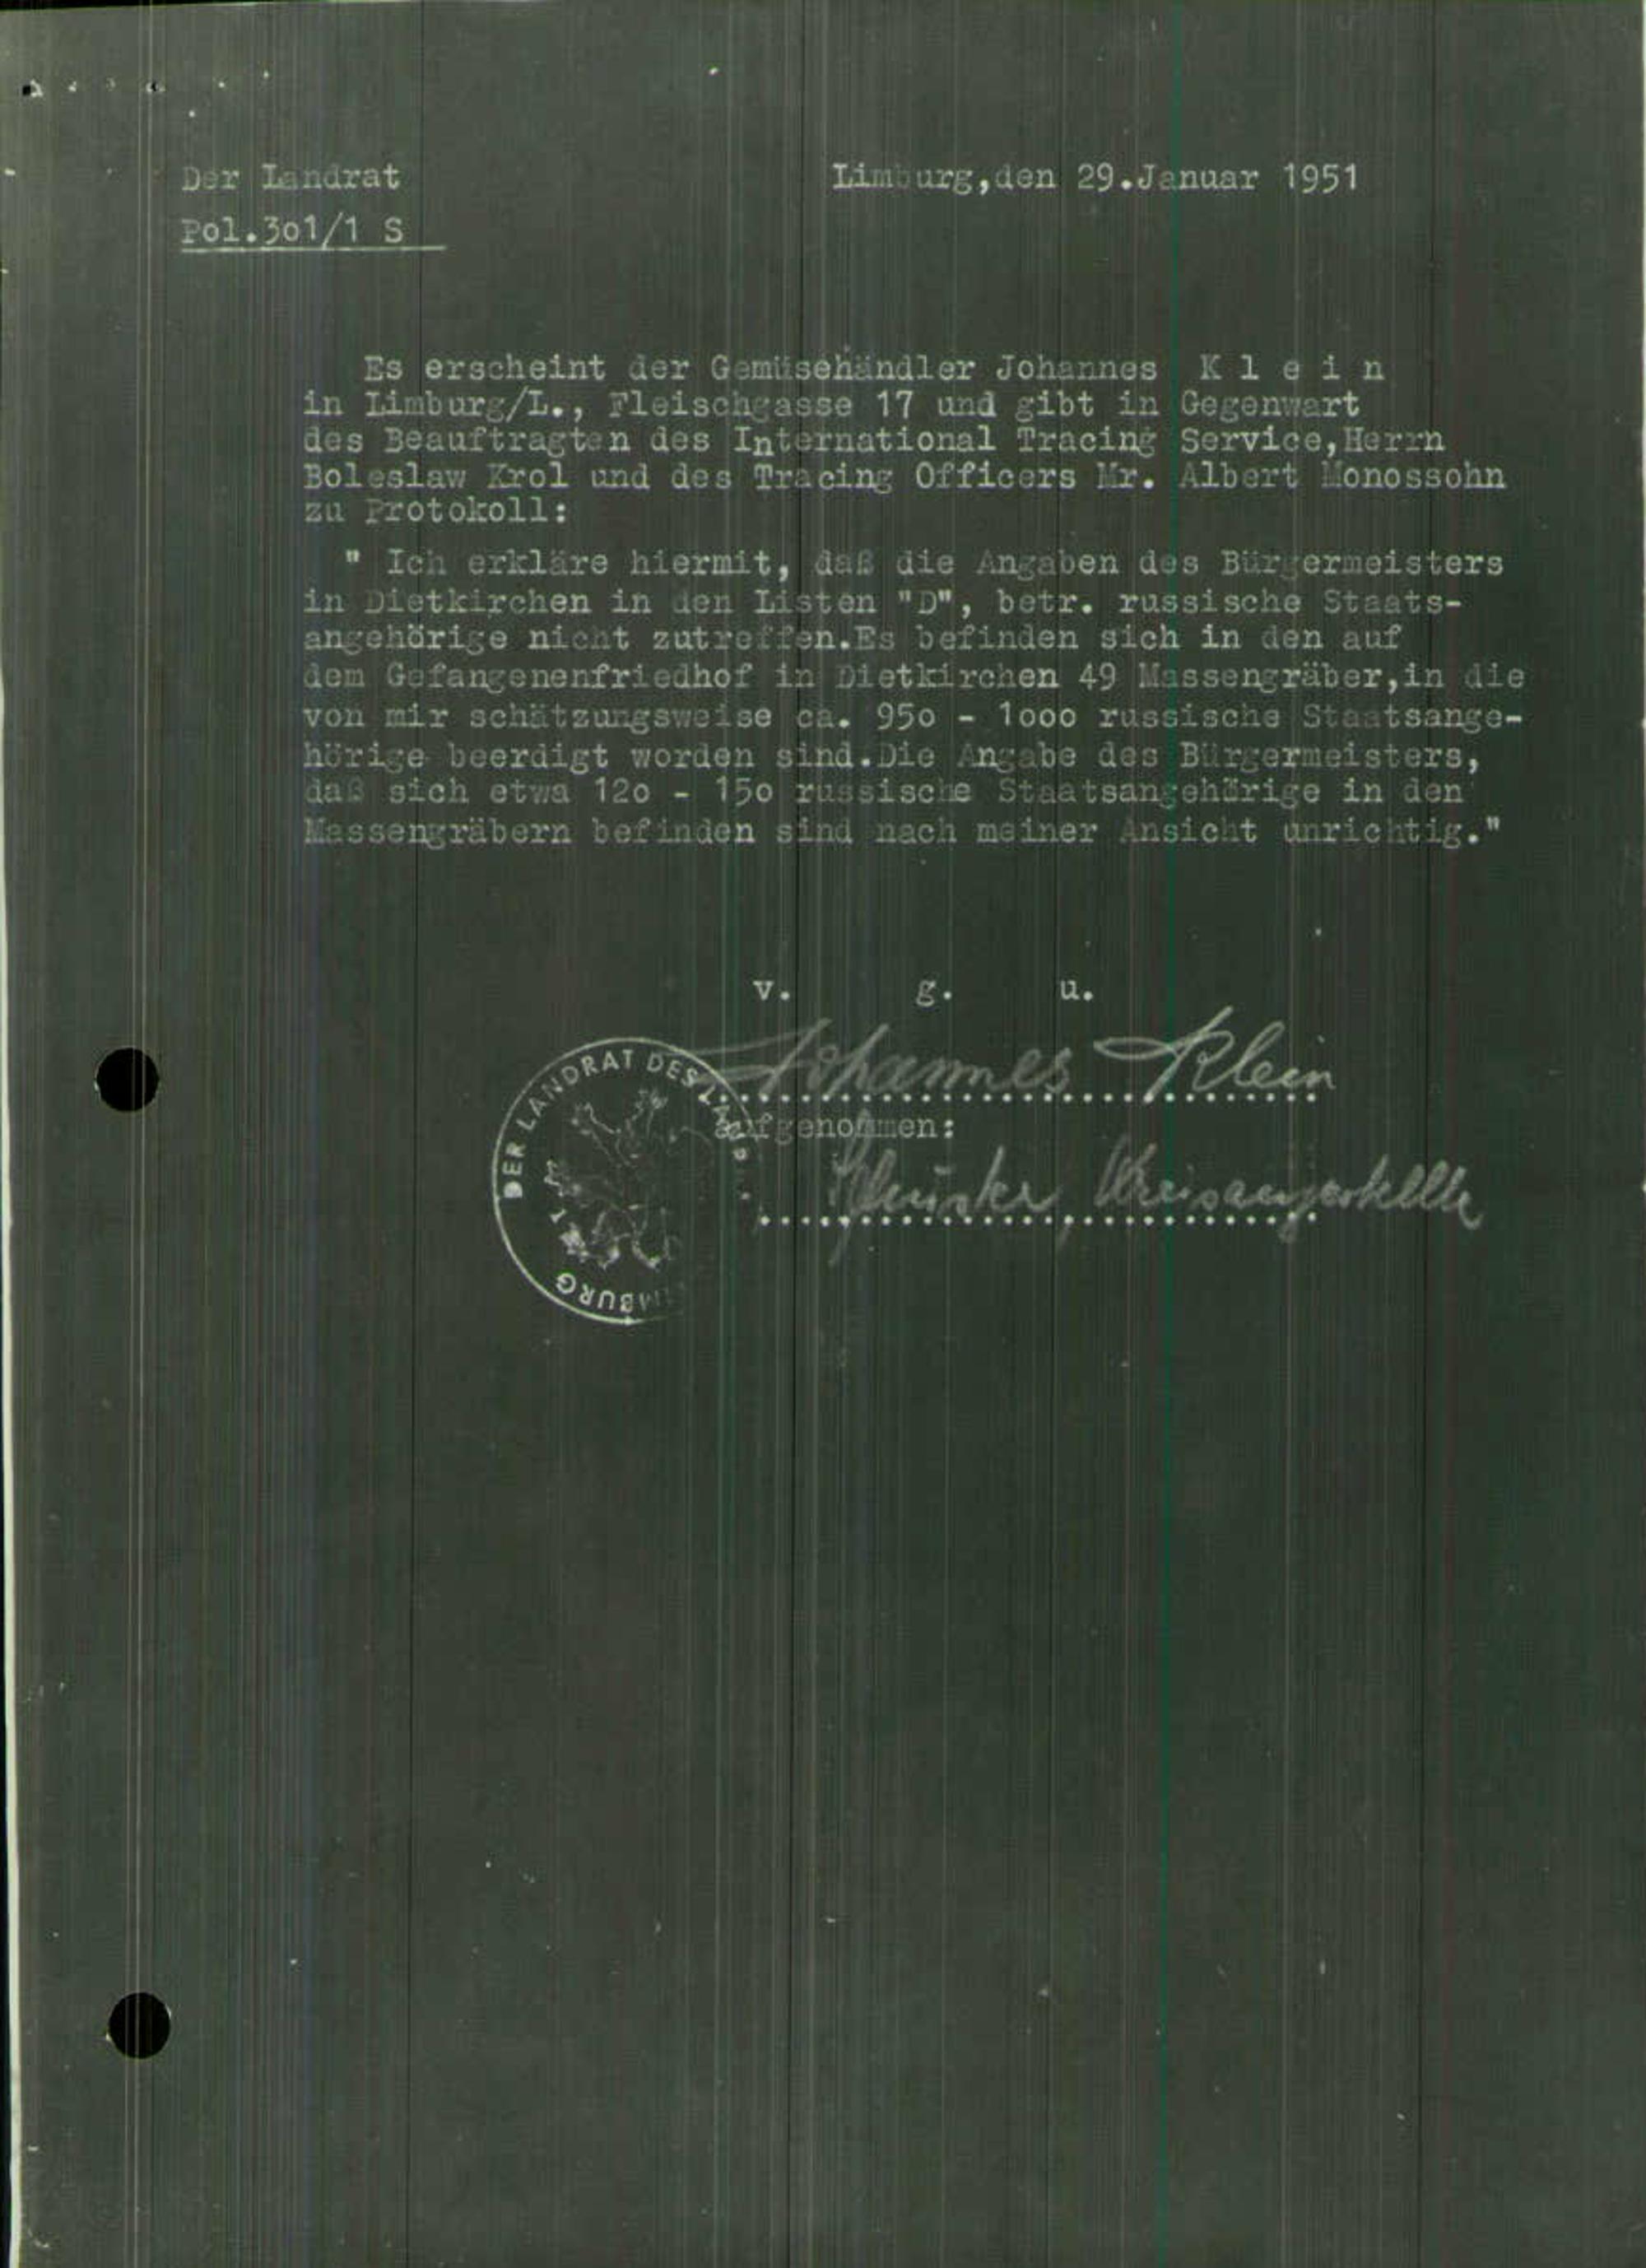 Der Landrat
Limburg,den 29.Januar 1951
Pol.3o1/1 S
Es erscheint der Gemüsehändler Johannes K l e i n
in Limburg/L., Fleischgasse 17 und gibt in Gegenwart
des Beauftragten des International Tracing Service,Herrn
Boleslaw Krol und des Tracing Officers Mr. Albert Monossohn
zu Protokoll:
" Ich erkläre hiermit, daß die Angaben des Bürgermeisters
in Dietkirchen in den Listen "D", betr. russische Staats-
angehörige nicht zutreffen.Es befinden sich in den auf
dem Gefangenenfriedhof in Dietkirchen 49 Massengräber,in die
von mir schätzungsweise ca. 95o - 1ooo russische Staatsange-
hörige beerdigt worden sind.Die Angabe des Bürgermeisters,
daß sich etwa 12o - 15o russische Staatsangehörige in den
Massengräbern befinden sind nach meiner Ansicht unrichtig."
v. g. u.
Johannes Klein
aufgenommen:
Kreisangestellte
DER LANDRAT DES
LIMBURG